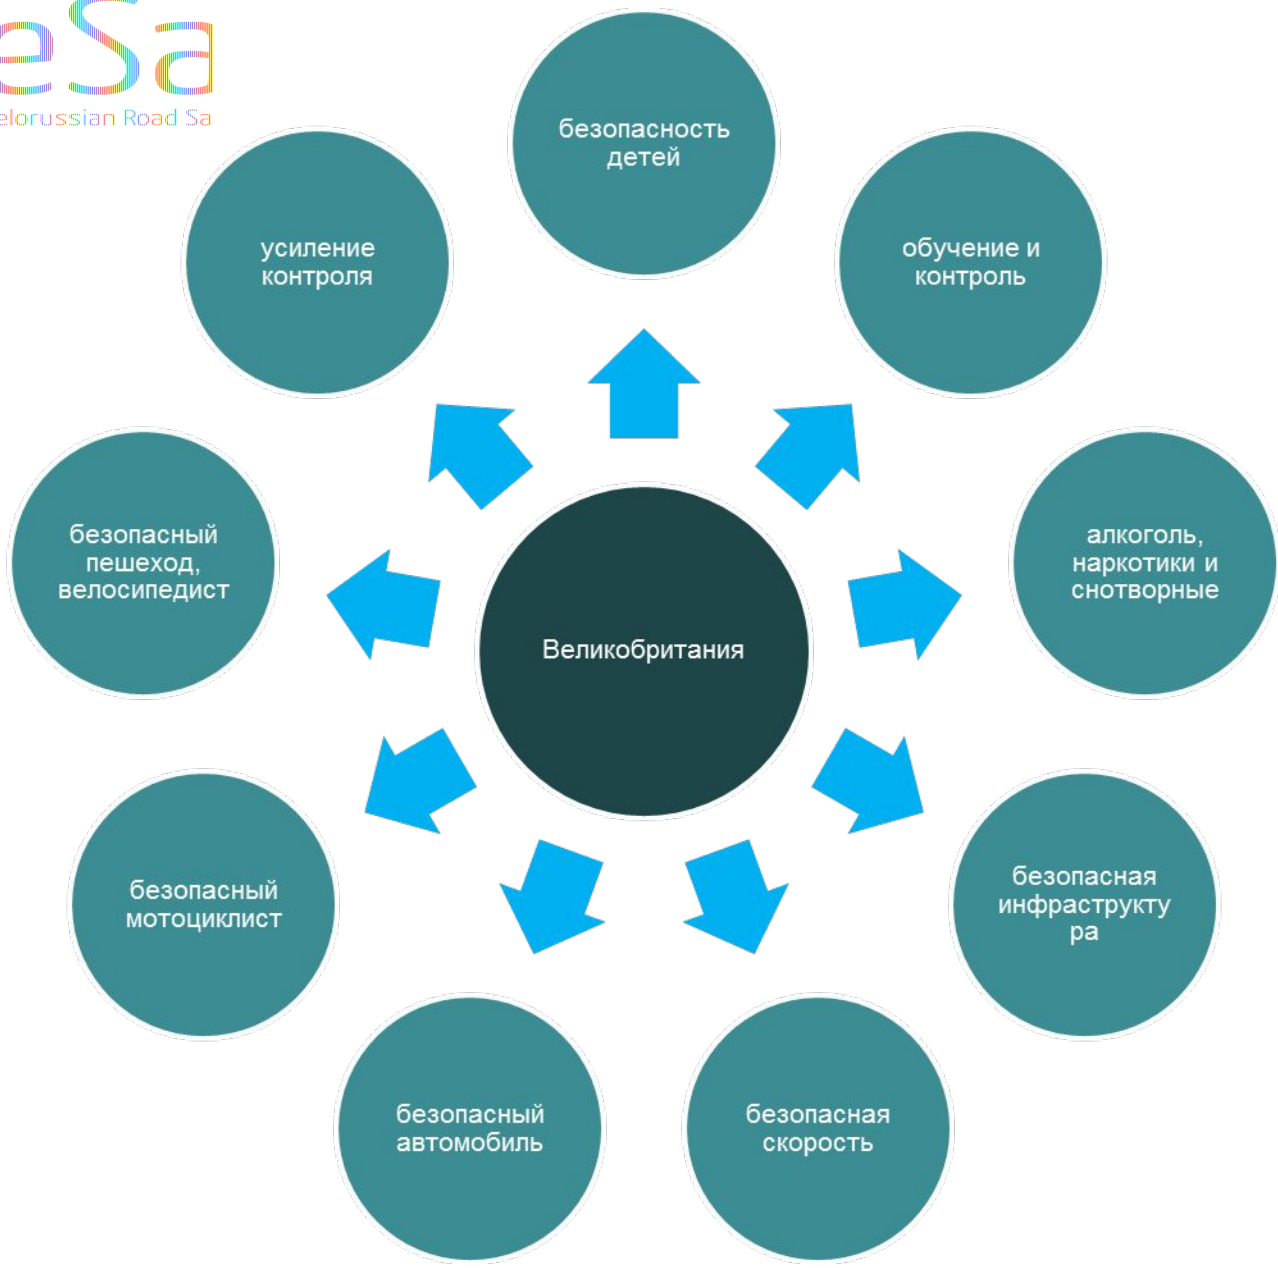 eSa
elorussian Road Sa
безопасность
детей
обучение и
контроль
алкоголь,
наркотики и
снотворные
безопасная
инфраструкту
ра
безопасная
скорость
безопасный
автомобиль
безопасный
мотоциклист
безопасный
пешеход,
велосипедист
усиление
контроля
Великобритания